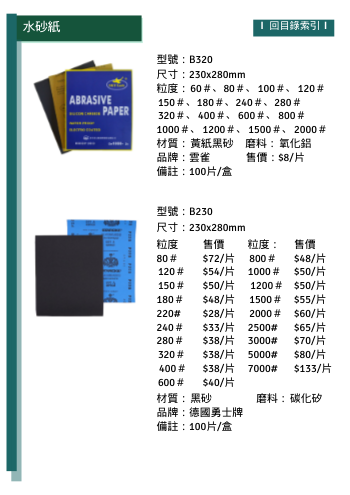 水砂紙
回目錄索引
型號：B320
尺寸：230x280mm
粒度：60＃、80＃、100＃、120＃
150＃、180＃、240＃、280＃
320＃、400＃、600＃、800＃
1000＃、1200＃、1500＃、2000＃
材質：黃紙黑砂　磨料：氧化鋁
品牌：雲雀　售價：$8/片
備註：100片/盒
ABRASIVE
PAPER
型號：B230
尺寸：230x280mm
粒度　售價　粒度：　售價
80＃　$72/片　800＃　$48/片
120＃　$54/片　1000＃　$50/片
150＃　$50/片　1200＃　$50/片
180＃　$48/片　1500＃　$55/片
220#　$28/片　2000＃　$60/片
240＃　$33/片　2500#　$65/片
280＃　$38/片　3000#　$70/片
320＃　$38/片　5000#　$80/片
400＃　$38/片　7000#　$133/片
600＃　$40/片
材質：黑砂　磨料：碳化矽
品牌：德國勇士牌
備註：100片/盒